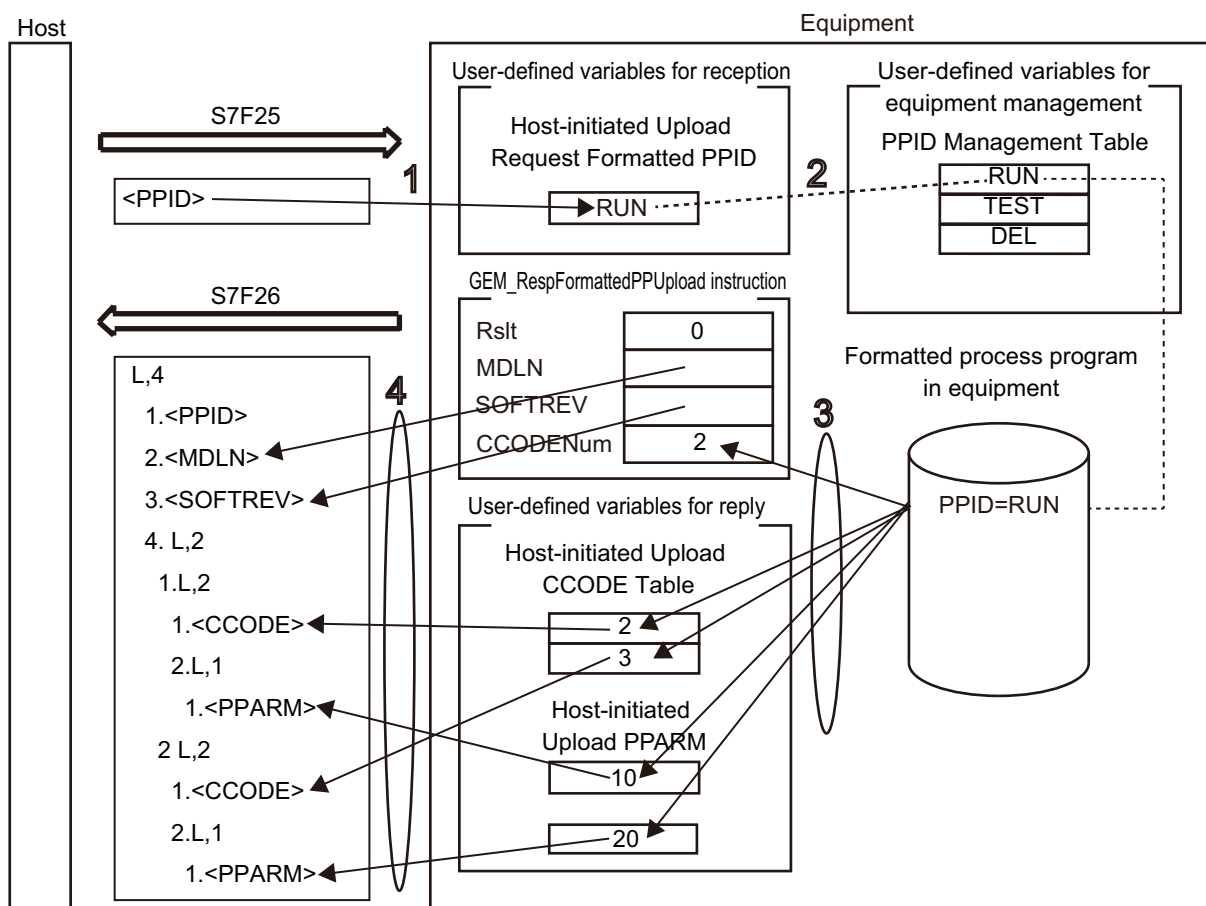 Host
Equipment
S7F25
<PPID>
1
User-defined variables for reception
Host-initiated Upload
Request Formatted PPID
RUN
2
User-defined variables for
equipment management
PPID Management Table
RUN
TEST
DEL
S7F26
L,4
1.<PPID>
2.<MDLN>
3.<SOFTREV>
4. L,2
1.L,2
1.<CCODE>
2.L,1
1.<PPARM>
2 L,2
1.<CCODE>
2.L,1
1.<PPARM>
4
GEM_RespFormattedPPUpload instruction
Rslt
0
MDLN
SOFTREV
CCODENum
2
User-defined variables for reply
Host-initiated Upload
CCODE Table
2
3
Host-initiated
Upload PPARM
10
20
3
Formatted process program
in equipment
PPID=RUN